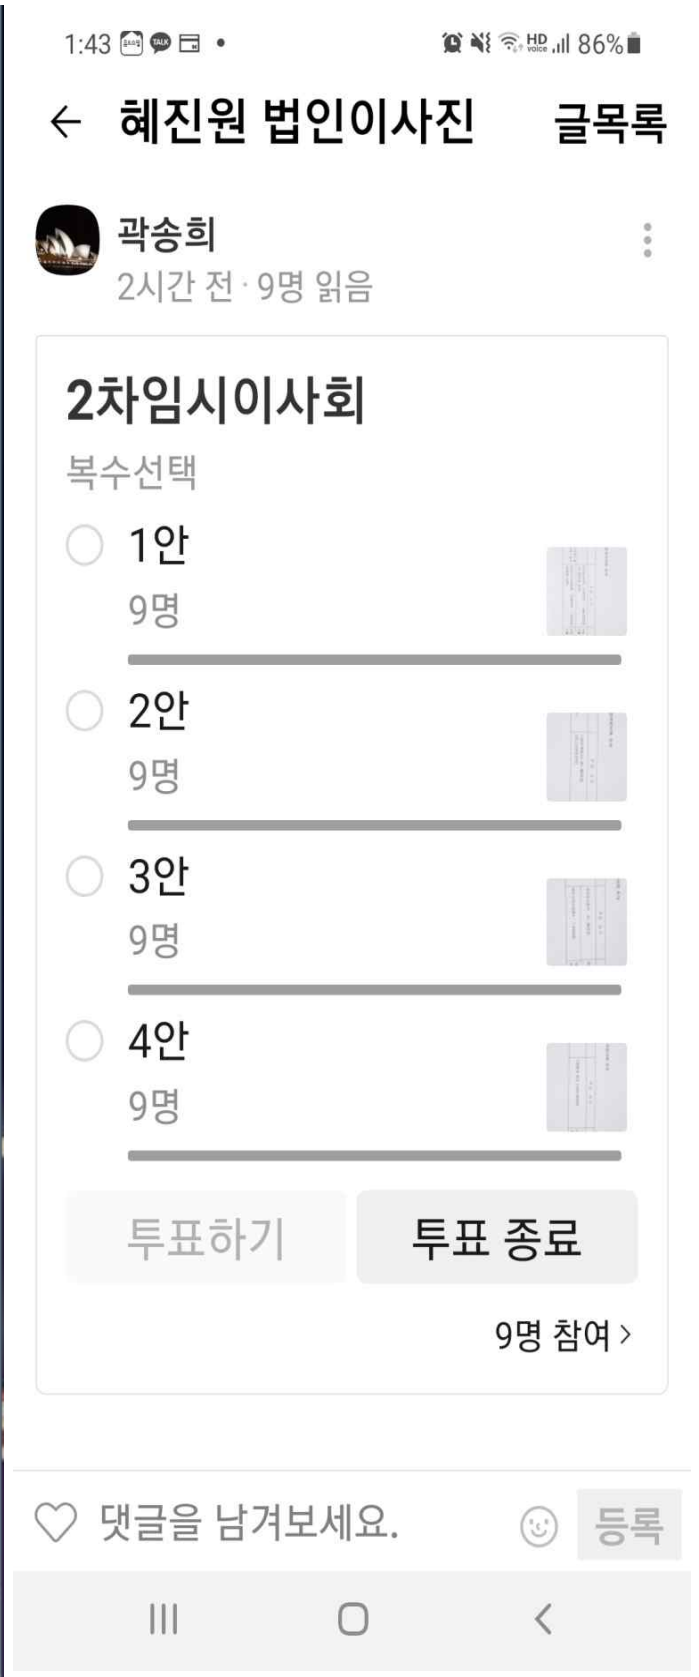 1:43 TALK HD voice 86%
← 혜진원 법인이사진 글목록
곽송희
2시간 전 · 9명 읽음
2차임시이사회
복수선택
1안
9명
2안
9명
3안
9명
4안
9명
투표하기 투표 종료
9명 참여 >
댓글을 남겨보세요. 등록